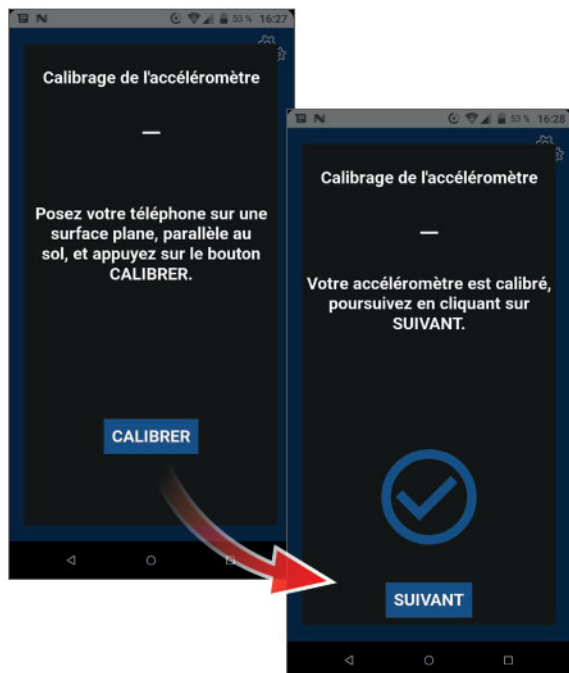 53 % 16:27
Calibrage de l'accéléromètre
Posez votre téléphone sur une
surface plane, parallèle au
sol, et appuyez sur le bouton
CALIBRER.
CALIBRER
53 % 16:28
Calibrage de l'accéléromètre
Votre accéléromètre est calibré,
poursuivez en cliquant sur
SUIVANT.
SUIVANT